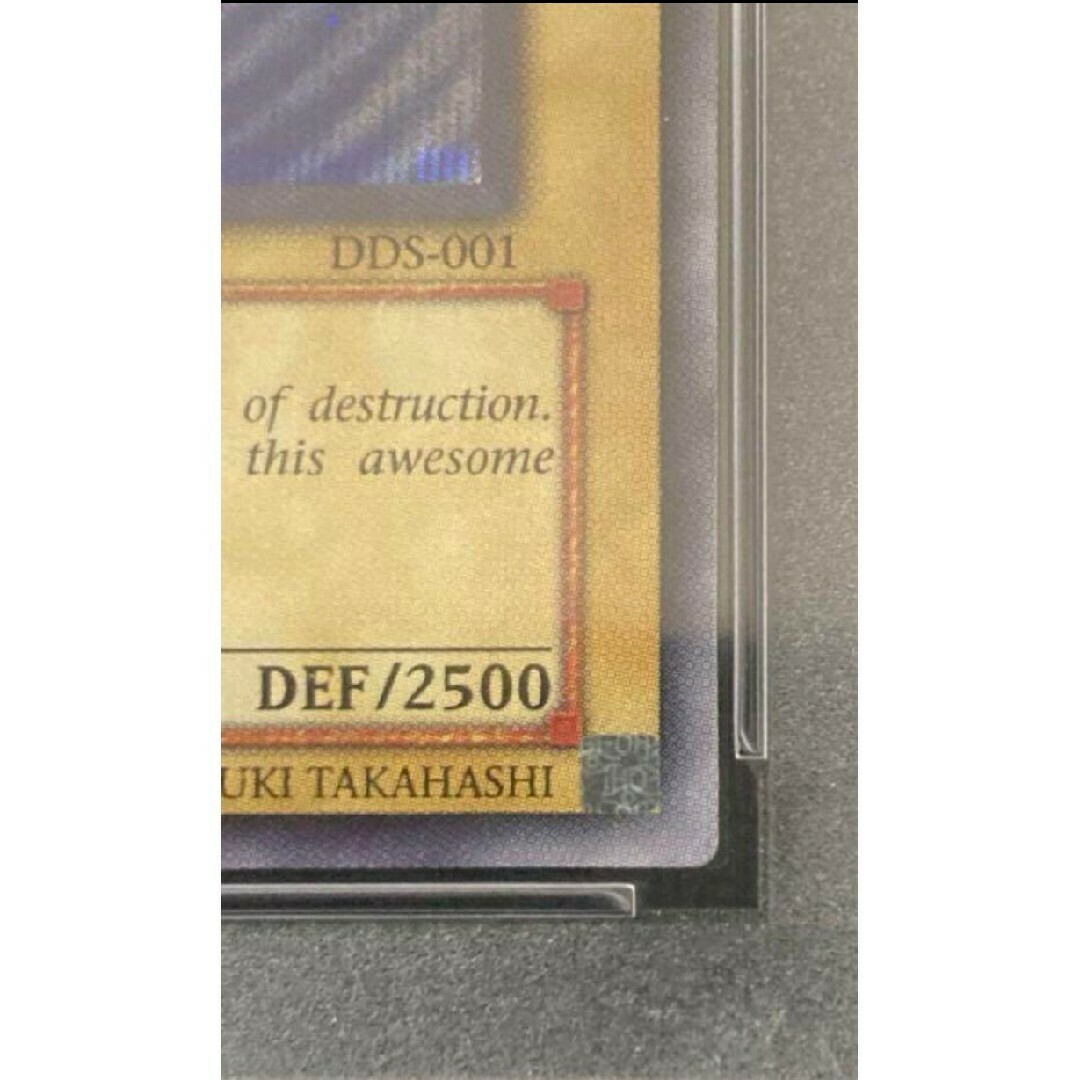 DDS-001
of destruction.
this awesome
DEF/2500
UKI TAKAHASHI